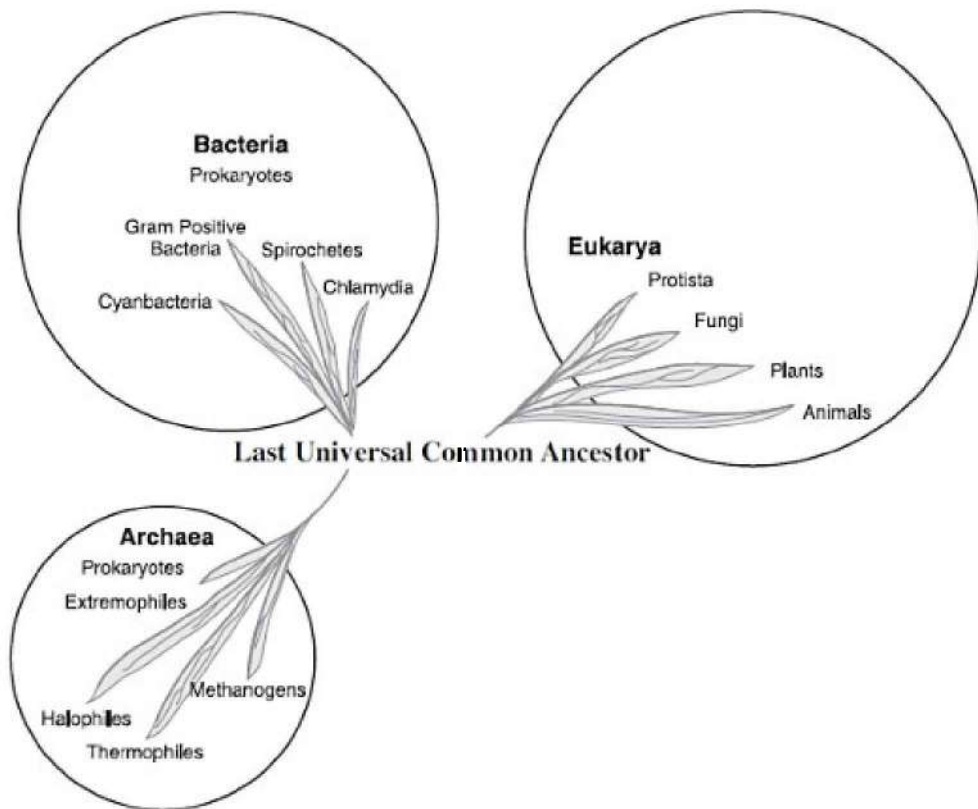 Bacteria
Prokaryotes
Gram Positive
Bacteria
Spirochetes
Chlamydia
Cyanbacteria
Eukarya
Protista
Fungi
Plants
Animals
Last Universal Common Ancestor
Archaea
Prokaryotes
Extremophiles
Methanogens
Halophiles
Thermophiles